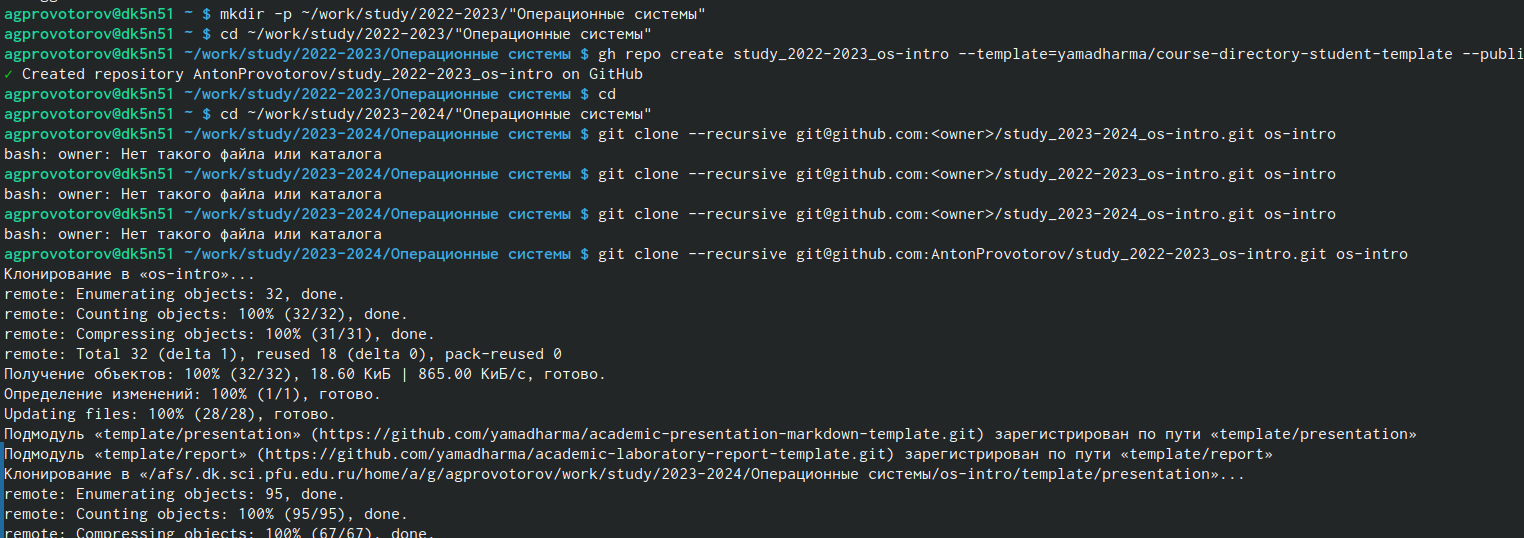 agprovotorov@dk5n51 ~ $ mkdir -p ~/work/study/2022-2023/"Операционные системы"
agprovotorov@dk5n51 ~ $ cd ~/work/study/2022-2023/"Операционные системы"
agprovotorov@dk5n51 ~/work/study/2022-2023/Операционные системы $ gh repo create study_2022-2023_os-intro --template=yamadharma/course-directory-student-template --publi
✓ Created repository AntonProvotorov/study_2022-2023_os-intro on GitHub
agprovotorov@dk5n51 ~/work/study/2022-2023/Операционные системы $ cd
agprovotorov@dk5n51 ~ $ cd ~/work/study/2023-2024/"Операционные системы"
agprovotorov@dk5n51 ~/work/study/2023-2024/Операционные системы $ git clone --recursive git@github.com:<owner>/study_2023-2024_os-intro.git os-intro
bash: owner: Нет такого файла или каталога
agprovotorov@dk5n51 ~/work/study/2023-2024/Операционные системы $ git clone --recursive git@github.com:<owner>/study_2022-2023_os-intro.git os-intro
bash: owner: Нет такого файла или каталога
agprovotorov@dk5n51 ~/work/study/2023-2024/Операционные системы $ git clone --recursive git@github.com:<owner>/study_2023-2024_os-intro.git os-intro
bash: owner: Нет такого файла или каталога
agprovotorov@dk5n51 ~/work/study/2023-2024/Операционные системы $ git clone --recursive git@github.com:AntonProvotorov/study_2022-2023_os-intro.git os-intro
Клонирование в «os-intro»...
remote: Enumerating objects: 32, done.
remote: Counting objects: 100% (32/32), done.
remote: Compressing objects: 100% (31/31), done.
remote: Total 32 (delta 1), reused 18 (delta 0), pack-reused 0
Получение объектов: 100% (32/32), 18.60 КиБ | 865.00 КиБ/с, готово.
Определение изменений: 100% (1/1), готово.
Updating files: 100% (28/28), готово.
Подмодуль «template/presentation» (https://github.com/yamadharma/academic-presentation-markdown-template.git) зарегистрирован по пути «template/presentation»
Подмодуль «template/report» (https://github.com/yamadharma/academic-laboratory-report-template.git) зарегистрирован по пути «template/report»
Клонирование в «/afs/.dk.sci.pfu.edu.ru/home/a/g/agprovotorov/work/study/2023-2024/Операционные системы/os-intro/template/presentation»...
remote: Enumerating objects: 95, done.
remote: Counting objects: 100% (95/95), done.
remote: Compressing objects: 100% (67/67), done.